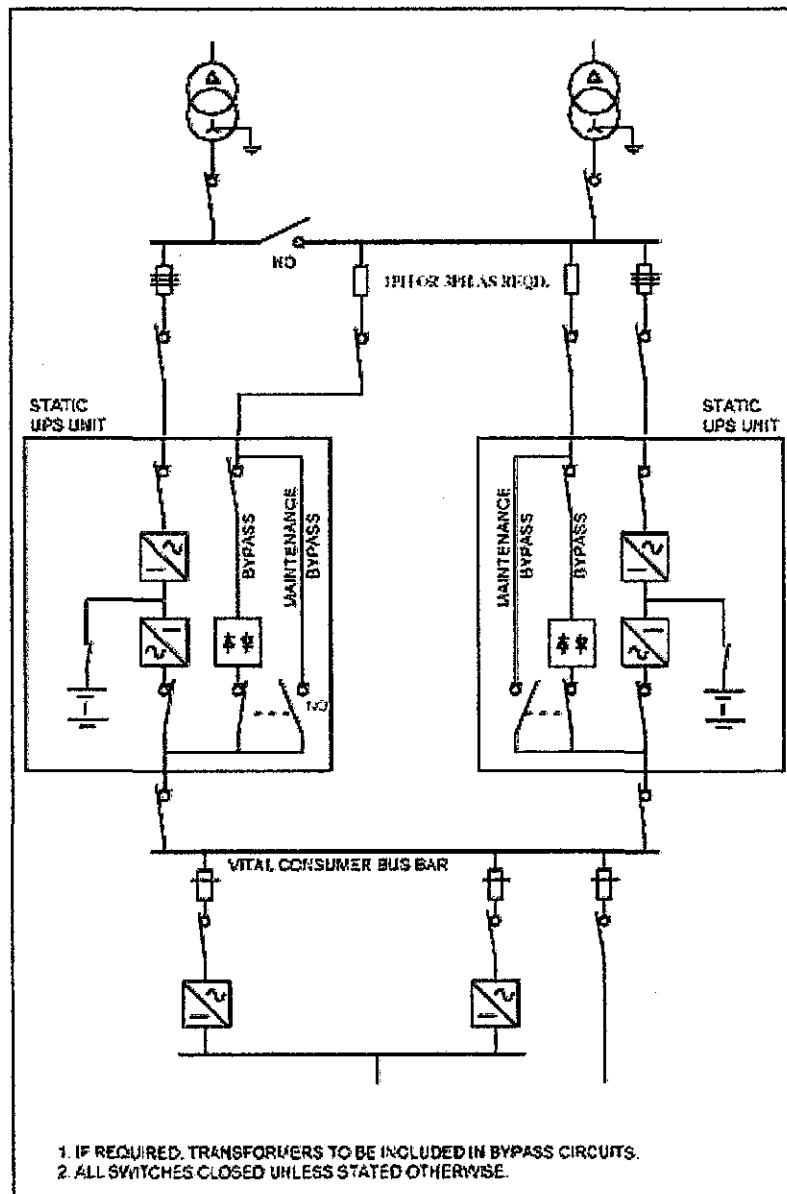 NO
1PH OR 3PH AS REQD.
STATIC
UPS UNIT
STATIC
UPS UNIT
BYPASS
MAINTENANCE
BYPASS
MAINTENANCE
BYPASS
BYPASS
NO
VITAL CONSUMER BUS BAR
1. IF REQUIRED, TRANSFORMERS TO BE INCLUDED IN BYPASS CIRCUITS.
2. ALL SWITCHES CLOSED UNLESS STATED OTHERWISE.